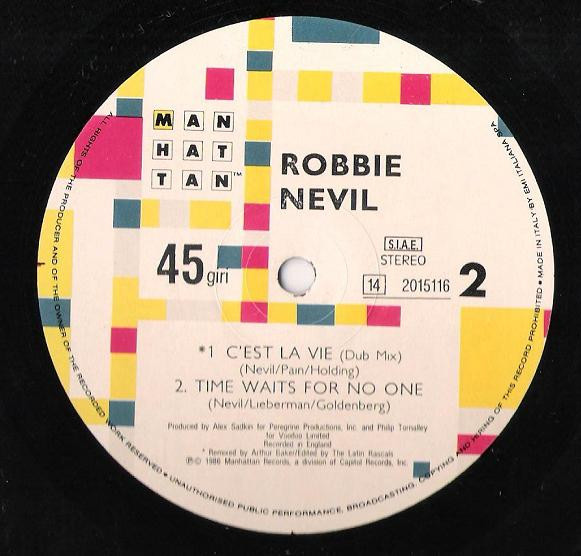 MAN
HAT
TAN™
ROBBIE
NEVIL
45 giri
S.I.A.E.
STEREO
14 2015116
2
*1 C'EST LA VIE (Dub Mix)
(Nevil/Pain/Holding)
2. TIME WAITS FOR NO ONE
(Nevil/Lieberman/Goldenberg)
Produced by Alex Sadkin for Peregrine Productions, Inc. and Philip Tornalley
for Voodoo Limited
Recorded in England
* Remixed by Arthur Baker/Edited by The Latin Rascals
℗© 1986 Manhattan Records, a division of Capitol Records, Inc.
ALL RIGHTS OF THE PRODUCER AND OF THE OWNER OF THE RECORDED WORK RESERVED • UNAUTHORISED PUBLIC PERFORMANCE, BROADCASTING, COPYING AND HIRING OF THIS RECORD PROHIBITED • MADE IN ITALY BY EMI ITALIANA SPA